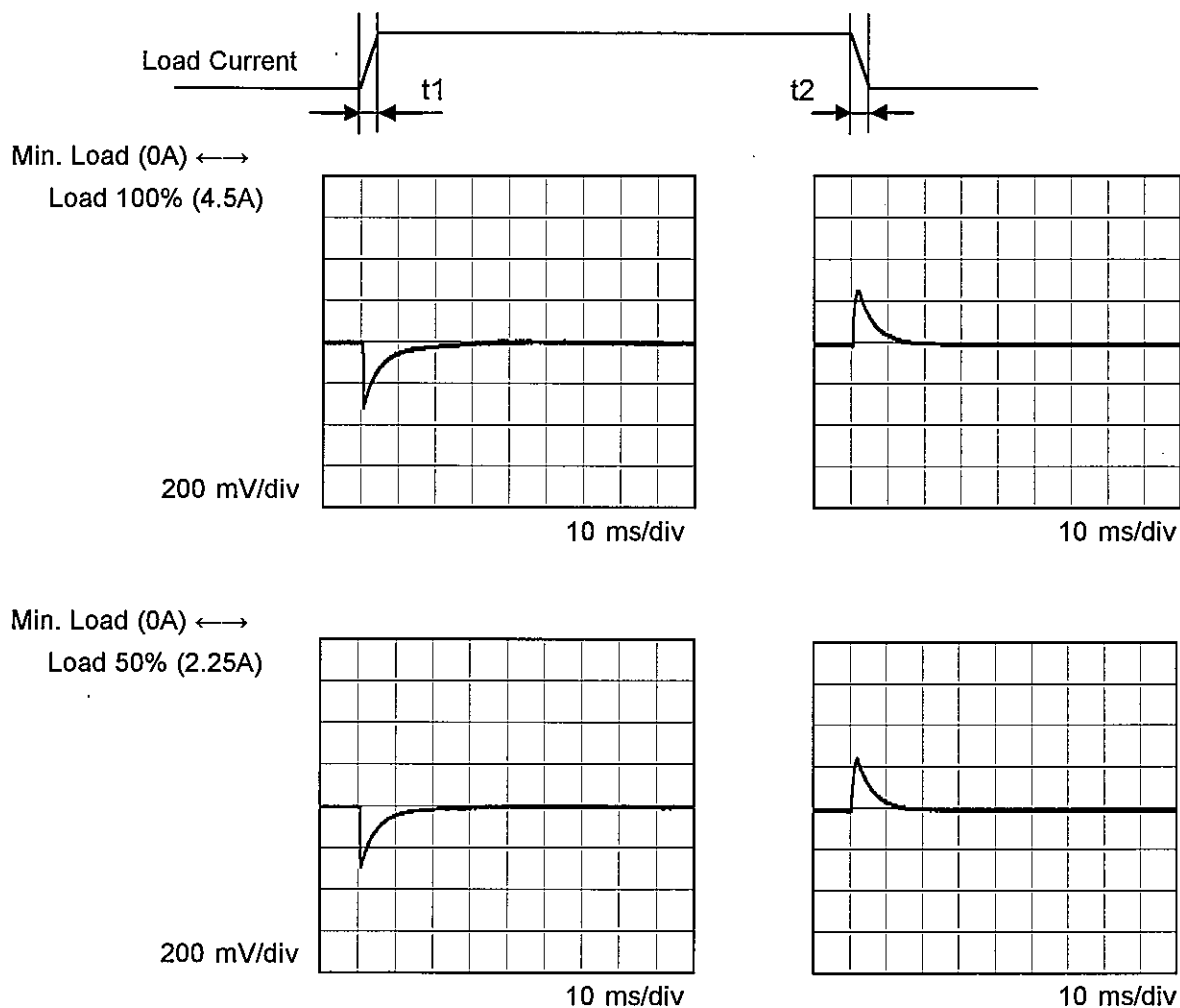 Load Current
t1
t2
Min. Load (0A) ←→
Load 100% (4.5A)
200 mV/div
10 ms/div
10 ms/div
Min. Load (0A) ←→
Load 50% (2.25A)
200 mV/div
10 ms/div
10 ms/div